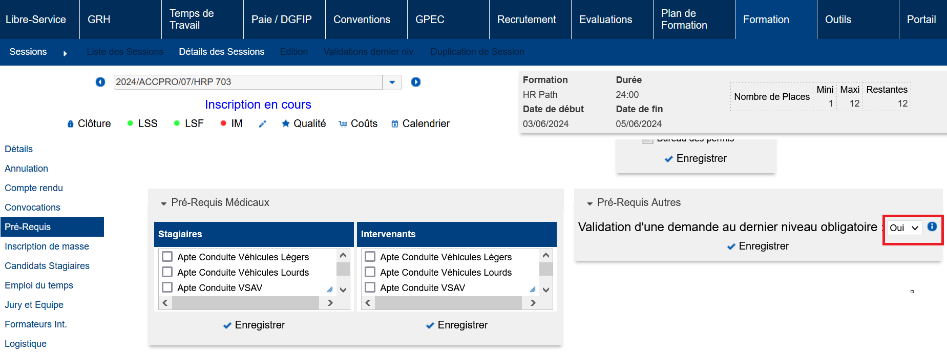 Libre-Service GRH Temps de Travail Paie / DGFIP Conventions GPEC Recrutement Evaluations Plan de Formation Formation Outils Portail
Sessions Liste des Sessions Détails des Sessions Edition Validations dernier niv. Duplication de Session
2024/ACCPRO/07/HRP 703
Inscription en cours
Clôture LSS LSF IM Qualité Coûts Calendrier
Formation Durée
HR Path 24:00
Date de début Date de fin
03/06/2024 05/06/2024
Mini Maxi Restantes
Nombre de Places 1 12 12
Bureau des permis
Enregistrer
Détails
Annulation
Compte rendu
Convocations
Pré-Requis
Inscription de masse
Candidats Stagiaires
Emploi du temps
Jury et Equipe
Formateurs Int.
Logistique
Pré-Requis Médicaux
Stagiaires
Apte Conduite Véhicules Légers
Apte Conduite Véhicules Lourds
Apte Conduite VSAV
Enregistrer
Intervenants
Apte Conduite Véhicules Légers
Apte Conduite Véhicules Lourds
Apte Conduite VSAV
Enregistrer
Pré-Requis Autres
Validation d'une demande au dernier niveau obligatoire : Oui
Enregistrer